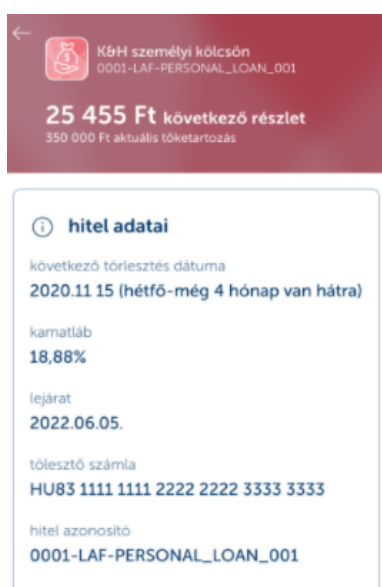 K&H személyi kölcsön
0001-LAF-PERSONAL_LOAN_001
25 455 Ft következő részlet
350 000 Ft aktuális tőketartozás
hitel adatai
következő törlesztés dátuma
2020.11 15 (hétfő-még 4 hónap van hátra)
kamatláb
18,88%
lejárat
2022.06.05.
tölesztő számla
HU83 1111 1111 2222 2222 3333 3333
hitel azonosító
0001-LAF-PERSONAL_LOAN_001